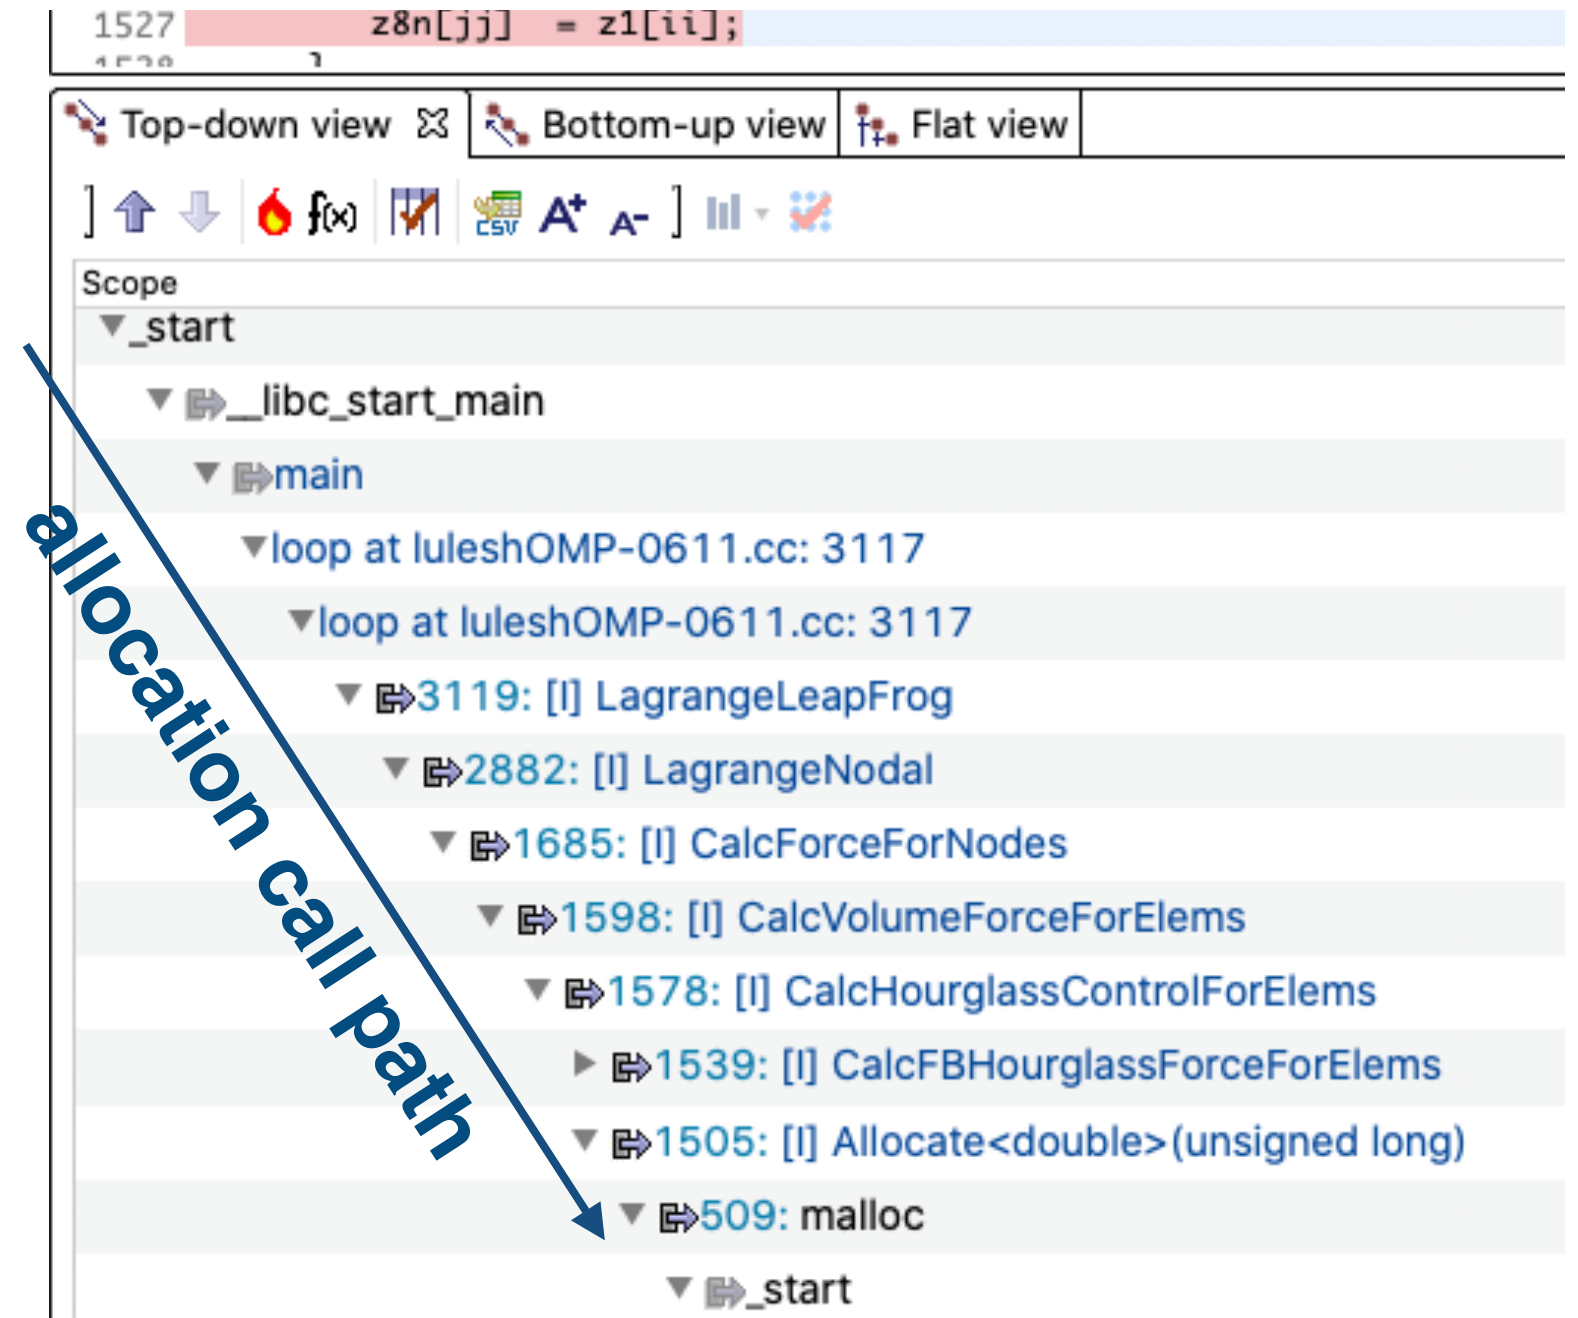 1527 z8n[jj] = z1[ii];
1528 }
Top-down view Bottom-up view Flat view
] f(x) CSV A+ A- ]
Scope
_start
__libc_start_main
main
loop at luleshOMP-0611.cc: 3117
loop at luleshOMP-0611.cc: 3117
3119: [I] LagrangeLeapFrog
2882: [I] LagrangeNodal
1685: [I] CalcForceForNodes
1598: [I] CalcVolumeForceForElems
1578: [I] CalcHourglassControlForElems
1539: [I] CalcFBHourglassForceForElems
1505: [I] Allocate<double>(unsigned long)
509: malloc
_start
allocation call path